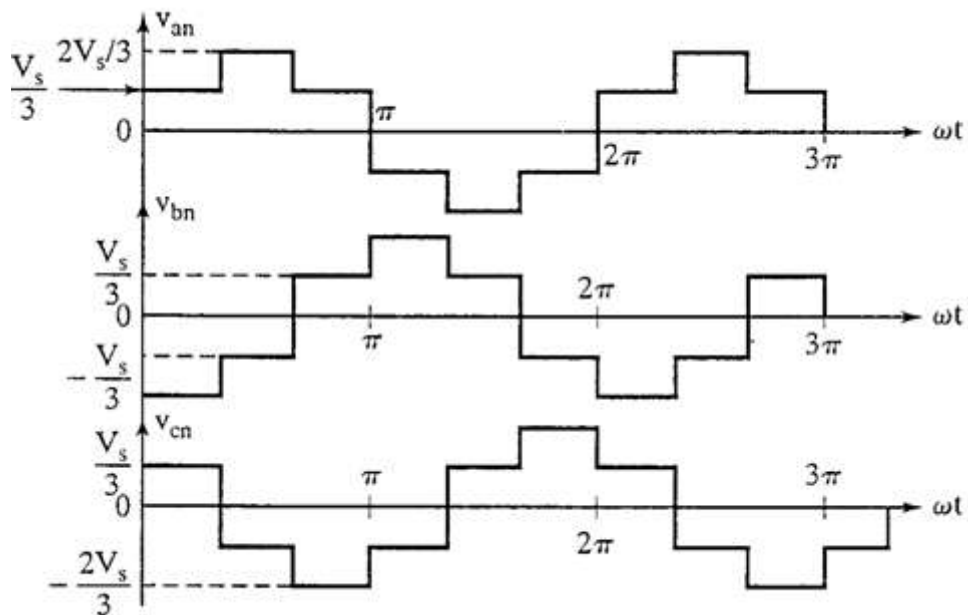 v_an
2V_s/3
V_s/3
0
π
2π
3π
ωt
v_bn
V_s/3
0
-V_s/3
π
2π
3π
ωt
v_cn
V_s/3
0
-2V_s/3
π
2π
3π
ωt